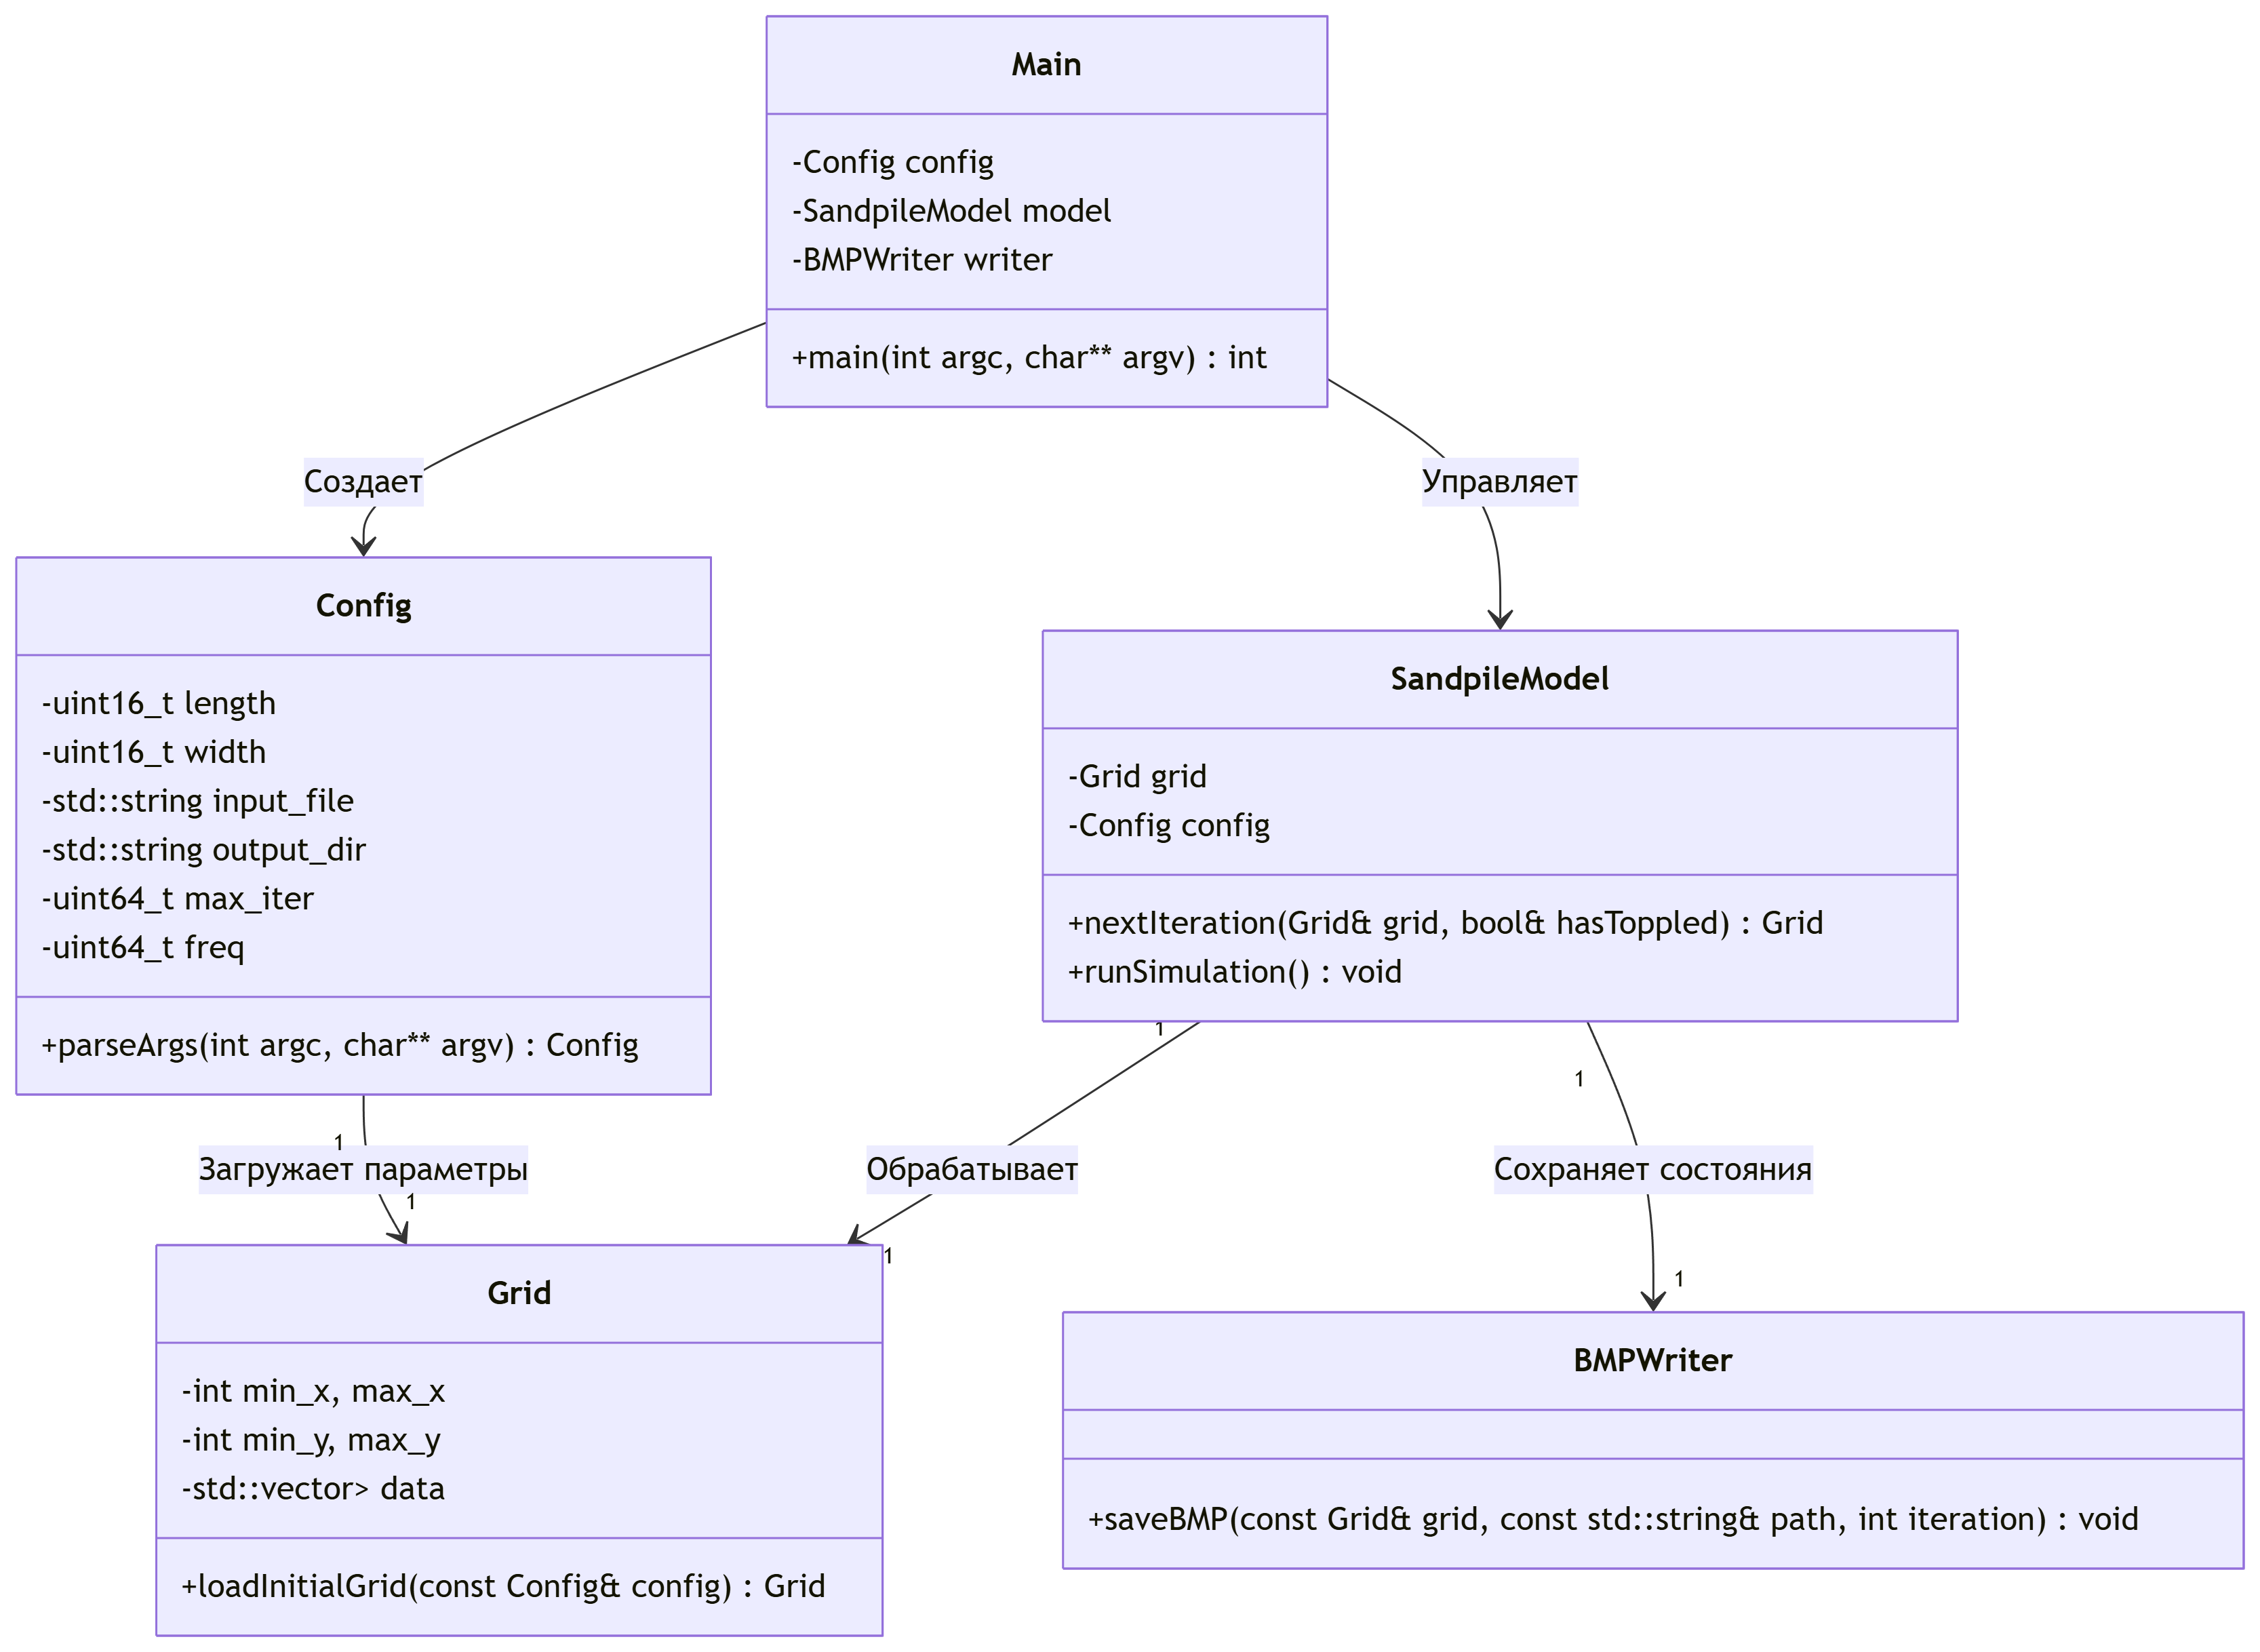 Main
-Config config
-SandpileModel model
-BMPWriter writer
+main(int argc, char** argv) : int
Создает
Управляет
Config
-uint16_t length
-uint16_t width
-std::string input_file
-std::string output_dir
-uint64_t max_iter
-uint64_t freq
+parseArgs(int argc, char** argv) : Config
SandpileModel
-Grid grid
-Config config
+nextIteration(Grid& grid, bool& hasToppled) : Grid
+runSimulation() : void
1
1
1
Загружает параметры
Обрабатывает
Сохраняет состояния
1
1
1
Grid
-int min_x, max_x
-int min_y, max_y
-std::vector> data
+loadInitialGrid(const Config& config) : Grid
BMPWriter
+saveBMP(const Grid& grid, const std::string& path, int iteration) : void